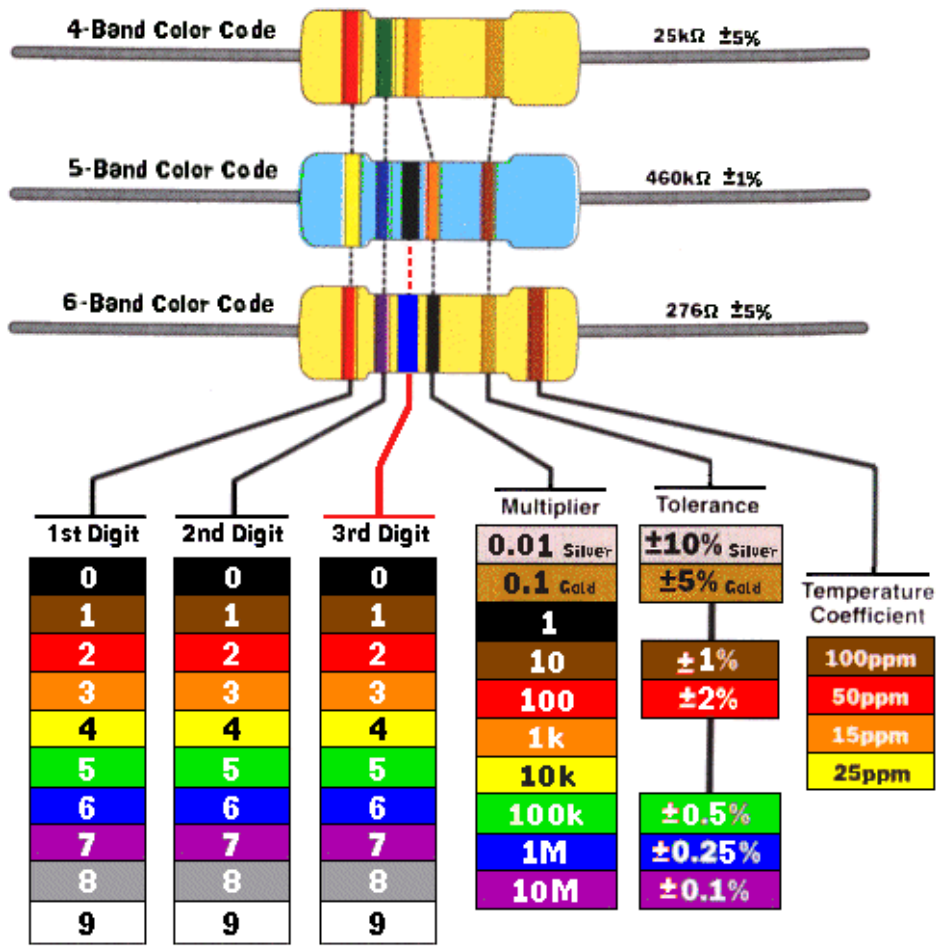 4-Band Color Code
25kΩ ±5%
5-Band Color Code
460kΩ ±1%
6-Band Color Code
276Ω ±5%
1st Digit
0
1
2
3
4
5
6
7
8
9
2nd Digit
0
1
2
3
4
5
6
7
8
9
3rd Digit
0
1
2
3
4
5
6
7
8
9
Multiplier
0.01 Silver
0.1 Gold
1
10
100
1k
10k
100k
1M
10M
Tolerance
±10% Silver
±5% Gold
±1%
±2%
±0.5%
±0.25%
±0.1%
Temperature
Coefficient
100ppm
50ppm
15ppm
25ppm